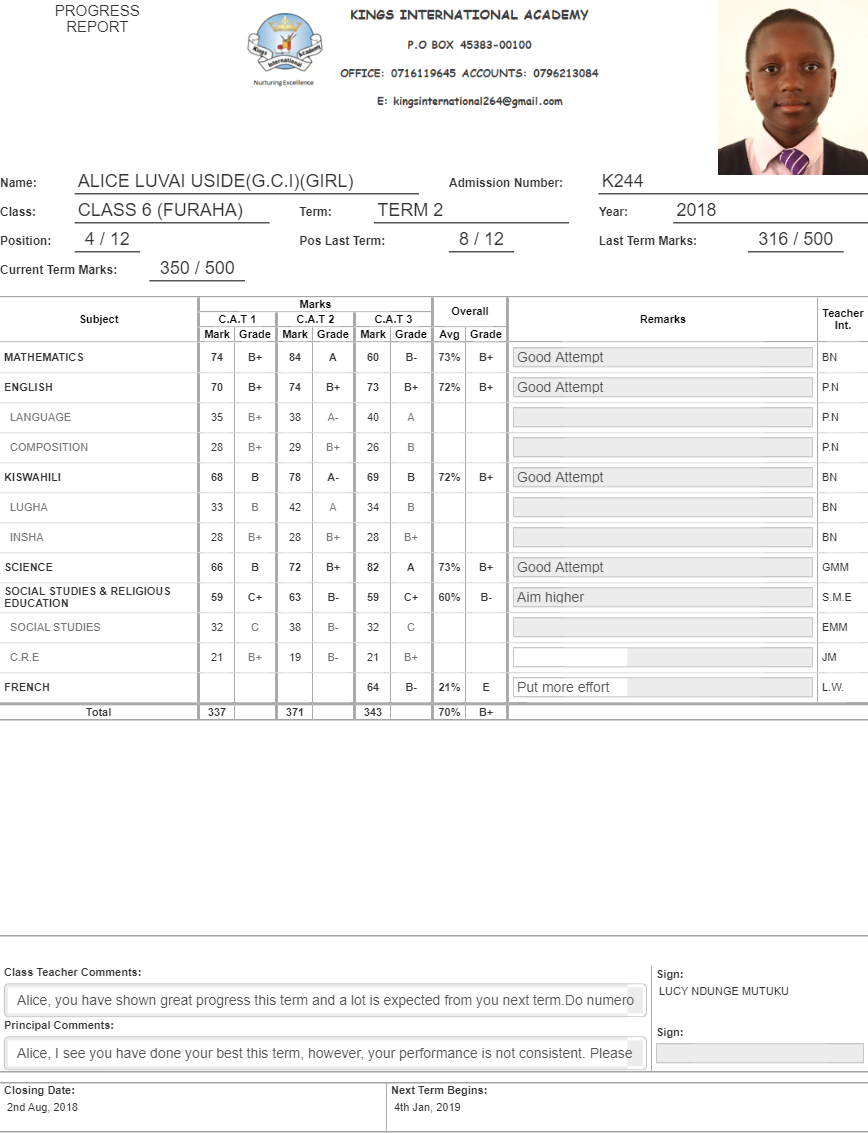 PROGRESS
REPORT
KINGS INTERNATIONAL ACADEMY
P.O BOX 45383-00100
OFFICE: 0716119645 ACCOUNTS: 0796213084
E: kingsinternational264@gmail.com
Kings Academy
International
Nurturing Excellence
Name: ALICE LUVAI USIDE(G.C.I)(GIRL) Admission Number: K244
Class: CLASS 6 (FURAHA) Term: TERM 2 Year: 2018
Position: 4 / 12 Pos Last Term: 8 / 12 Last Term Marks: 316 / 500
Current Term Marks: 350 / 500
Subject Marks Overall Remarks Teacher Int.
C.A.T 1 C.A.T 2 C.A.T 3
Mark Grade Mark Grade Mark Grade Avg Grade
MATHEMATICS 74 B+ 84 A 60 B- 73% B+ Good Attempt BN
ENGLISH 70 B+ 74 B+ 73 B+ 72% B+ Good Attempt P.N
LANGUAGE 35 B+ 38 A- 40 A P.N
COMPOSITION 28 B+ 29 B+ 26 B P.N
KISWAHILI 68 B 78 A- 69 B 72% B+ Good Attempt BN
LUGHA 33 B 42 A 34 B BN
INSHA 28 B+ 28 B+ 28 B+ BN
SCIENCE 66 B 72 B+ 82 A 73% B+ Good Attempt GMM
SOCIAL STUDIES & RELIGIOUS
EDUCATION 59 C+ 63 B- 59 C+ 60% B- Aim higher S.M.E
SOCIAL STUDIES 32 C 38 B- 32 C EMM
C.R.E 21 B+ 19 B- 21 B+ JM
FRENCH 64 B- 21% E Put more effort L.W.
Total 337 371 343 70% B+
Class Teacher Comments:
Alice, you have shown great progress this term and a lot is expected from you next term.Do numero
Sign:
LUCY NDUNGE MUTUKU
Principal Comments:
Alice, I see you have done your best this term, however, your performance is not consistent. Please
Sign:
Closing Date: Next Term Begins:
2nd Aug, 2018 4th Jan, 2019